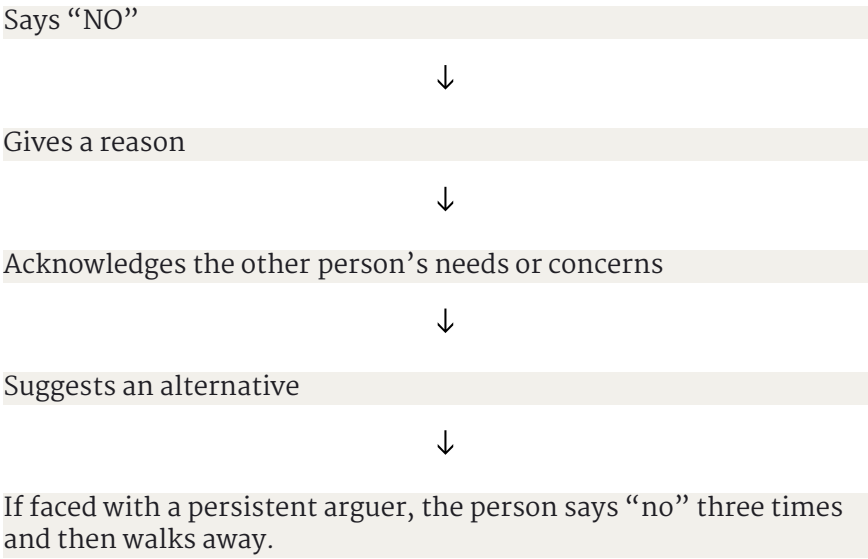 Says “NO”
↓
Gives a reason
↓
Acknowledges the other person’s needs or concerns
↓
Suggests an alternative
↓
If faced with a persistent arguer, the person says “no” three times
and then walks away.